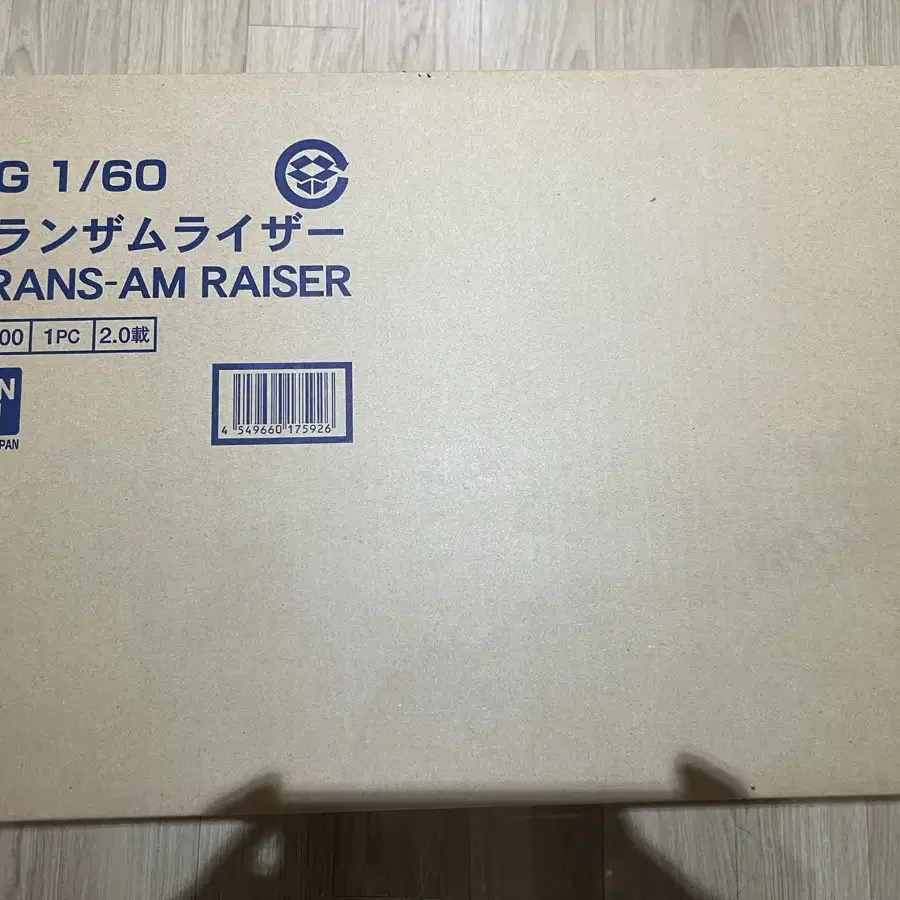 G 1/60
ランザムライザー
RANS-AM RAISER
00 1PC 2.0載
N
4 549660 175926
PAN